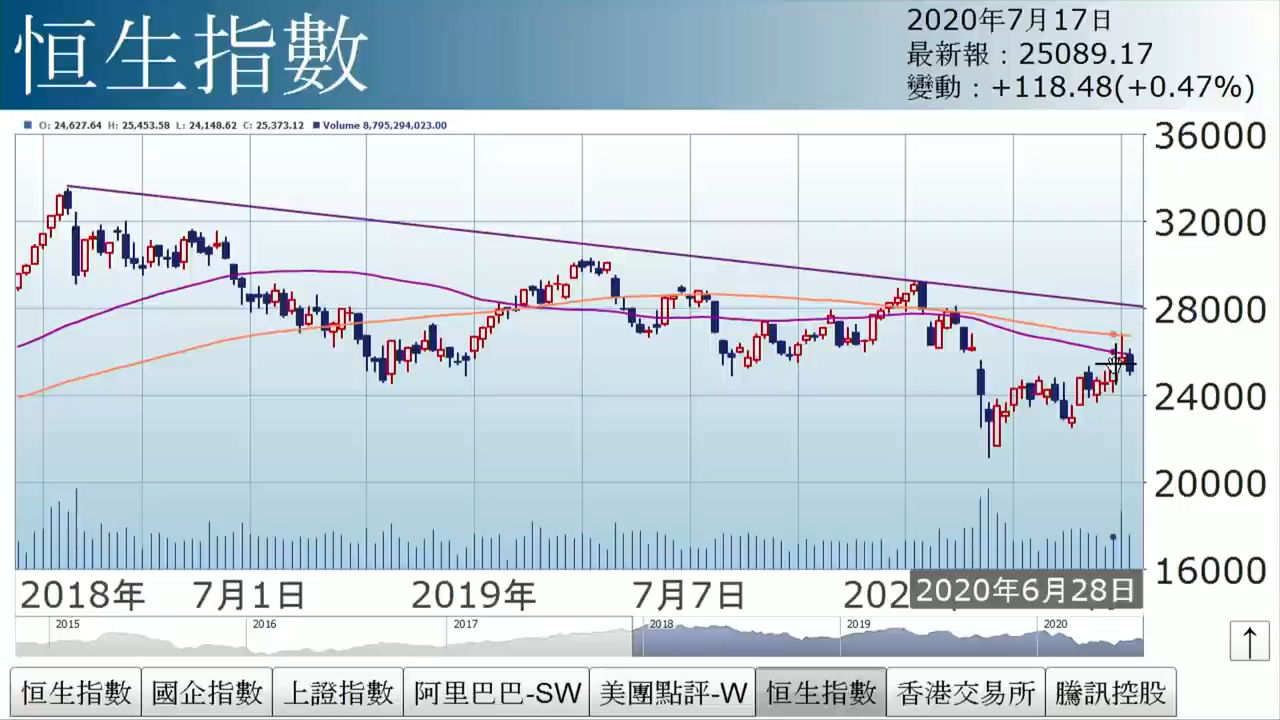 恒生指數
2020年7月17日
最新報：25089.17
變動：+118.48(+0.47%)
O: 24,627.64 H: 25,453.58 L: 24,148.62 C: 25,373.12 Volume 8,795,294,023.00
36000
32000
28000
24000
20000
16000
2018年 7月1日 2019年 7月7日 202 2020年6月28日
2015 2016 2017 2018 2019 2020
↑
恒生指數 國企指數 上證指數 阿里巴巴-SW 美團點評-W 恒生指數 香港交易所 騰訊控股